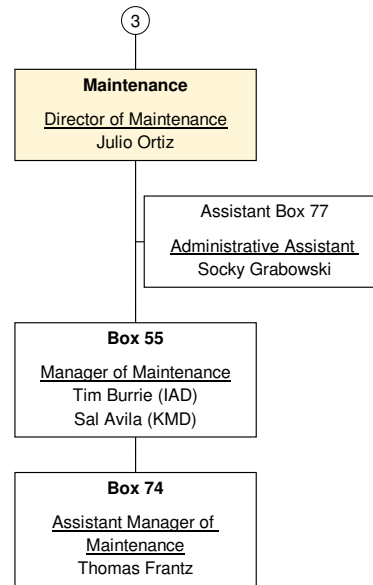 3
Maintenance
Director of Maintenance
Julio Ortiz
Assistant Box 77
Administrative Assistant
Socky Grabowski
Box 55
Manager of Maintenance
Tim Burrie (IAD)
Sal Avila (KMD)
Box 74
Assistant Manager of
Maintenance
Thomas Frantz